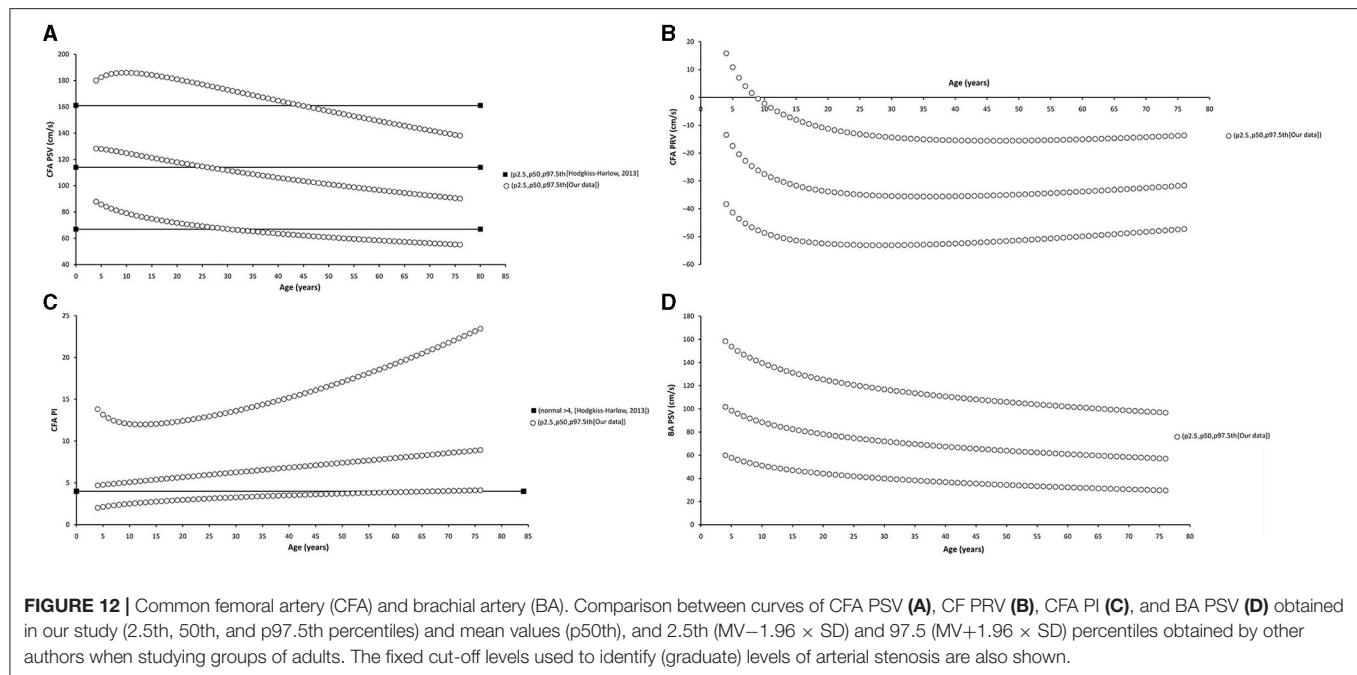 A
200
180
160
140
120
100
80
60
40
CFA PSV (cm/s)
0 5 10 15 20 25 30 35 40 45 50 55 60 65 70 75 80 85
Age (years)
■ (p2.5,p50,p97.5th[Hodgkiss-Harlow, 2013]
○ (p2.5,p50,p97.5th[Our data])
B
20
10
0
−10
−20
−30
−40
−50
−60
CFA PRV (cm/s)
Age (years)
0 5 10 15 20 25 30 35 40 45 50 55 60 65 70 75 80
○ (p2.5,p50,p97.5th[Our data])
C
25
20
15
10
5
0
CFA PI
0 5 10 15 20 25 30 35 40 45 50 55 60 65 70 75 80 85
Age (years)
■ (normal >4, [Hodgkiss-Harlow, 2013])
○ (p2.5,p50,p97.5th[Our data])
D
180
160
140
120
100
80
60
40
20
0
BA PSV (cm/s)
0 5 10 15 20 25 30 35 40 45 50 55 60 65 70 75 80
Age (years)
○ (p2.5,p50,p97.5th[Our data])
FIGURE 12 | Common femoral artery (CFA) and brachial artery (BA). Comparison between curves of CFA PSV (A), CF PRV (B), CFA PI (C), and BA PSV (D) obtained
in our study (2.5th, 50th, and p97.5th percentiles) and mean values (p50th), and 2.5th (MV−1.96 × SD) and 97.5 (MV+1.96 × SD) percentiles obtained by other
authors when studying groups of adults. The fixed cut-off levels used to identify (graduate) levels of arterial stenosis are also shown.